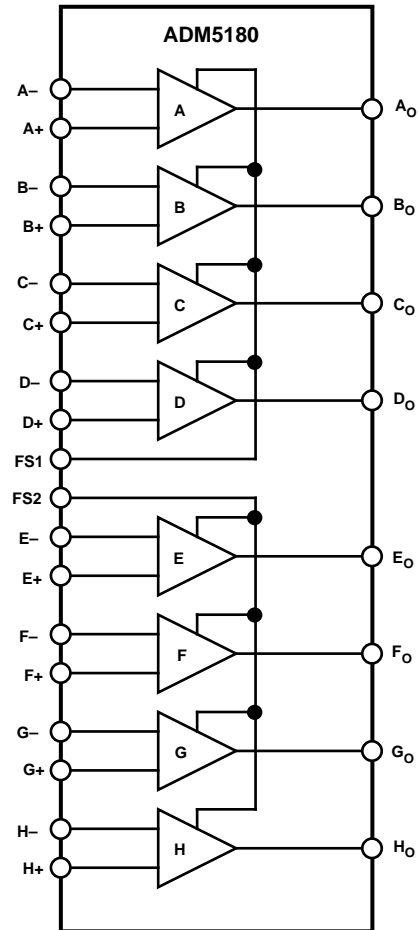 ADM5180
A–
A
A+
A_O
B–
B
B+
B_O
C–
C
C+
C_O
D–
D
D+
D_O
FS1
FS2
E–
E
E+
E_O
F–
F
F+
F_O
G–
G
G+
G_O
H–
H
H+
H_O